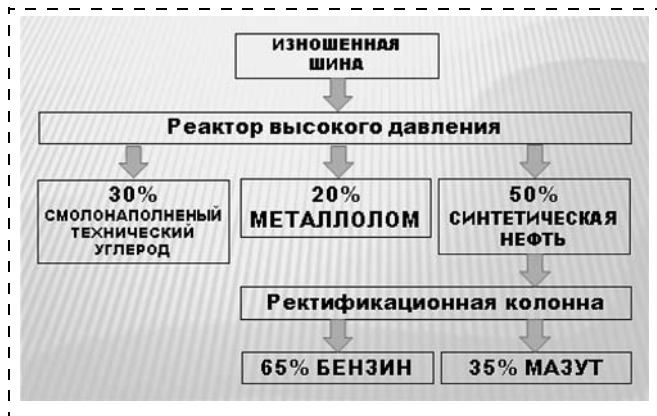 ИЗНОШЕННАЯ
ШИНА
Реактор высокого давления
30%
СМОЛОНАПОЛНЕНЫЙ
ТЕХНИЧЕСКИЙ
УГЛЕРОД
20%
МЕТАЛЛОЛОМ
50%
СИНТЕТИЧЕСКАЯ
НЕФТЬ
Ректификационная колонна
65% БЕНЗИН
35% МАЗУТ